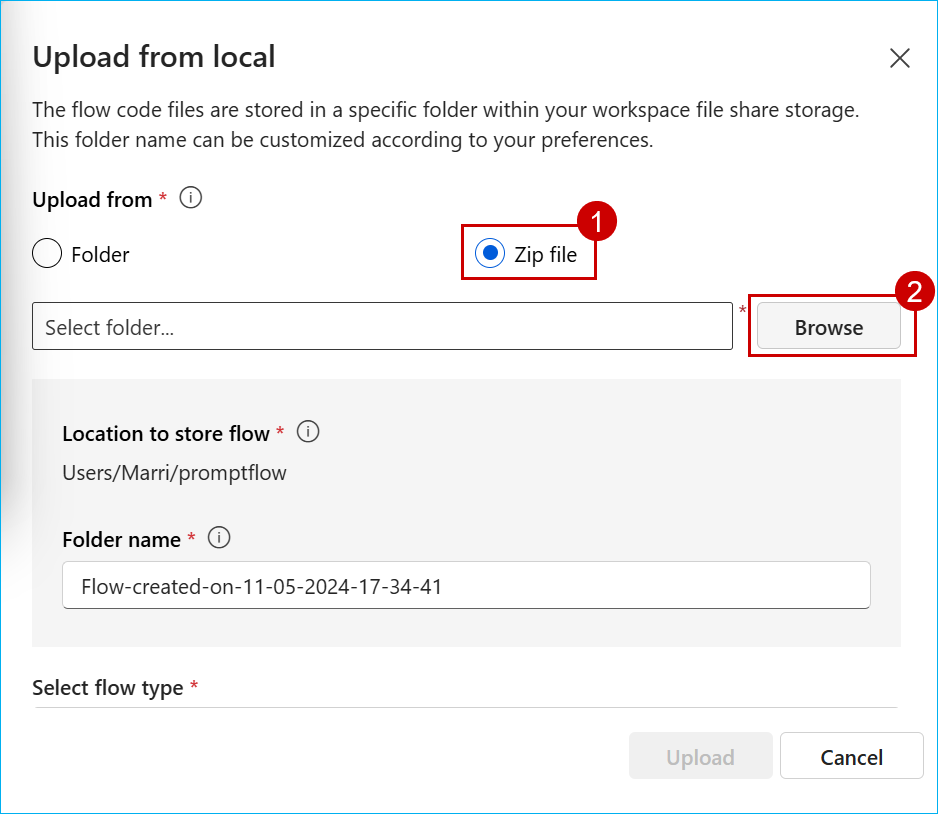 Upload from local
The flow code files are stored in a specific folder within your workspace file share storage.
This folder name can be customized according to your preferences.
Upload from *
1
Folder
Zip file
2
Select folder...
*
Browse
Location to store flow *
Users/Marri/promptflow
Folder name *
Flow-created-on-11-05-2024-17-34-41
Select flow type *
Upload
Cancel